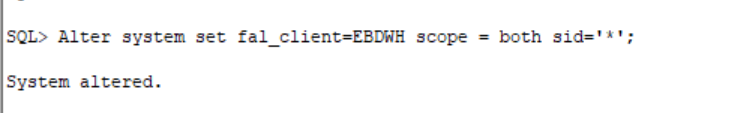 SQL> Alter system set fal_client=EBDWH scope = both sid='*';
System altered.